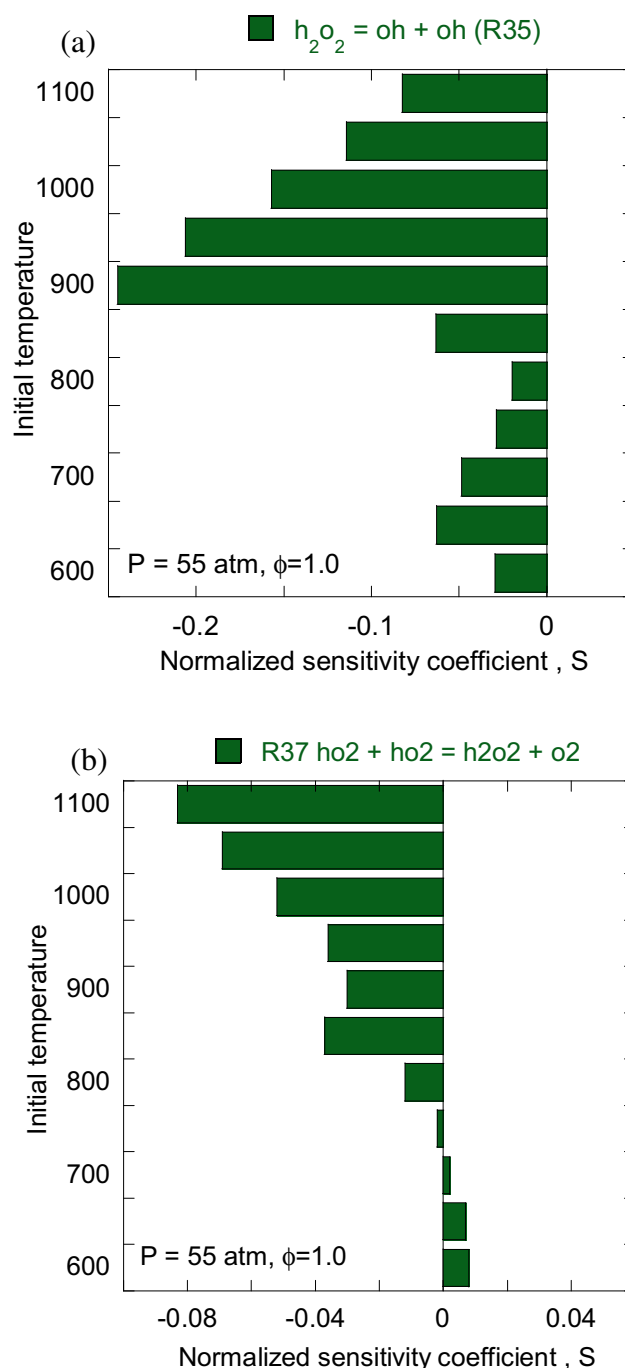 (a)
h₂o₂ = oh + oh (R35)
1100
1000
900
800
700
600
Initial temperature
P = 55 atm, ϕ=1.0
-0.2 -0.1 0
Normalized sensitivity coefficient , S
(b)
R37 ho2 + ho2 = h2o2 + o2
1100
1000
900
800
700
600
Initial temperature
P = 55 atm, ϕ=1.0
-0.08 -0.04 0 0.04
Normalized sensitivity coefficient , S